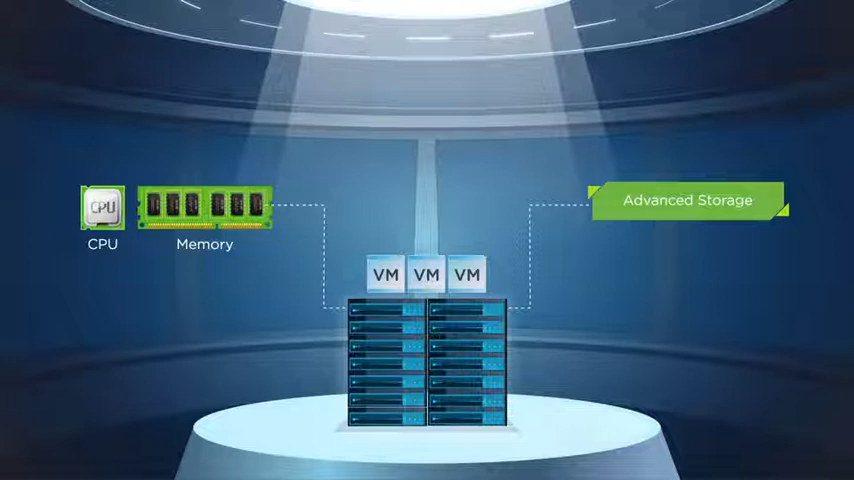 CPU
CPU
Memory
Advanced Storage
VM VM VM